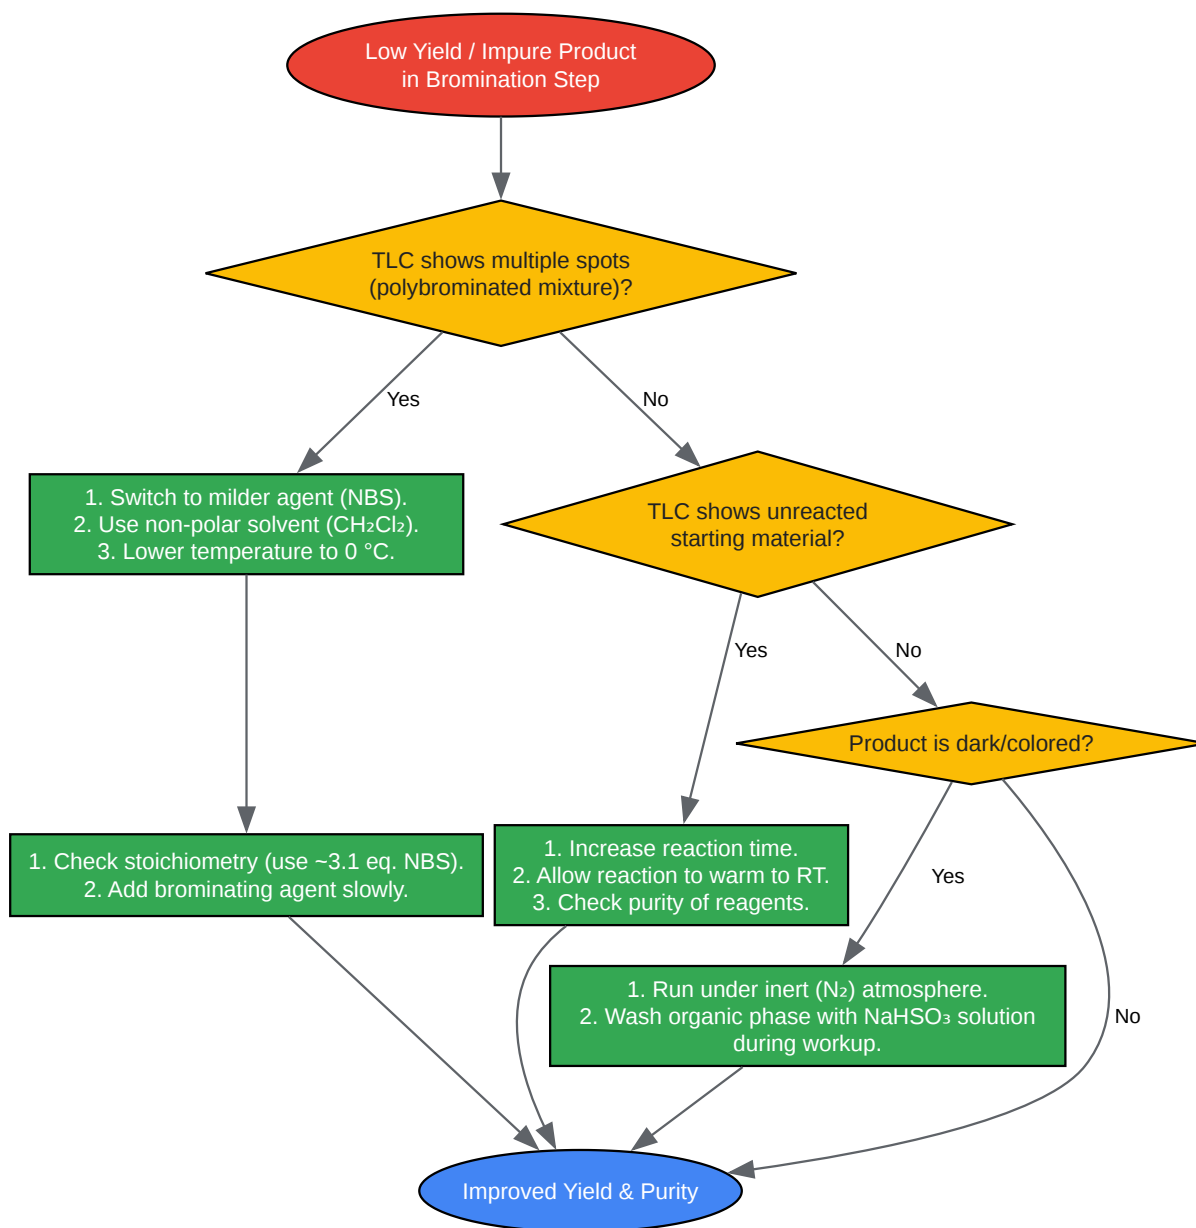 Low Yield / Impure Product
in Bromination Step
TLC shows multiple spots
(polybrominated mixture)?
Yes
No
1. Switch to milder agent (NBS).
2. Use non-polar solvent (CH₂Cl₂).
3. Lower temperature to 0 °C.
TLC shows unreacted
starting material?
Yes
No
Product is dark/colored?
1. Check stoichiometry (use ~3.1 eq. NBS).
2. Add brominating agent slowly.
1. Increase reaction time.
2. Allow reaction to warm to RT.
3. Check purity of reagents.
Yes
1. Run under inert (N₂) atmosphere.
2. Wash organic phase with NaHSO₃ solution
during workup.
No
Improved Yield & Purity